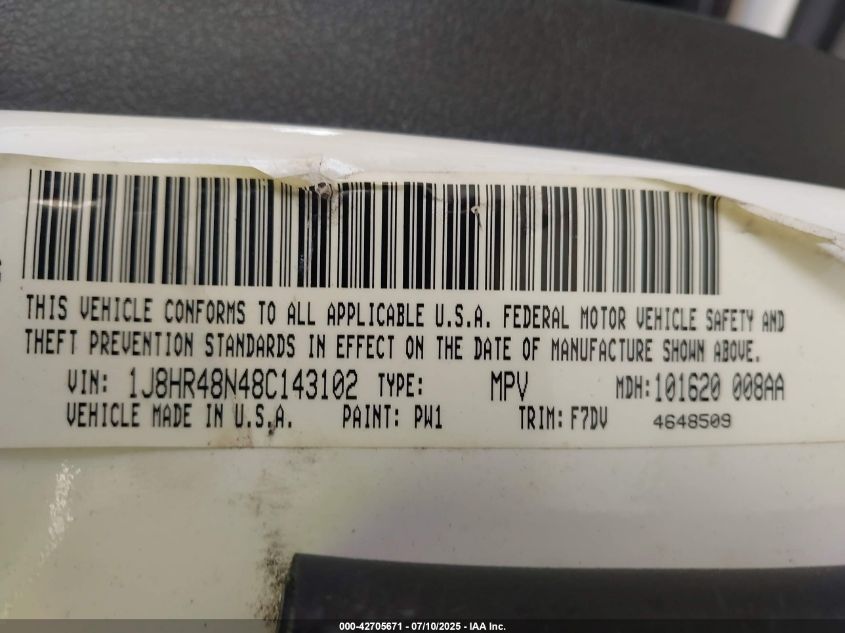 THIS VEHICLE CONFORMS TO ALL APPLICABLE U.S.A. FEDERAL MOTOR VEHICLE SAFETY AND
THEFT PREVENTION STANDARDS IN EFFECT ON THE DATE OF MANUFACTURE SHOWN ABOVE.
VIN: 1J8HR48N48C143102 TYPE: MPV MDH:101620 008AA
VEHICLE MADE IN U.S.A. PAINT: PW1 TRIM: F7DV 4648509
000-42705671 - 07/10/2025 - IAA Inc.